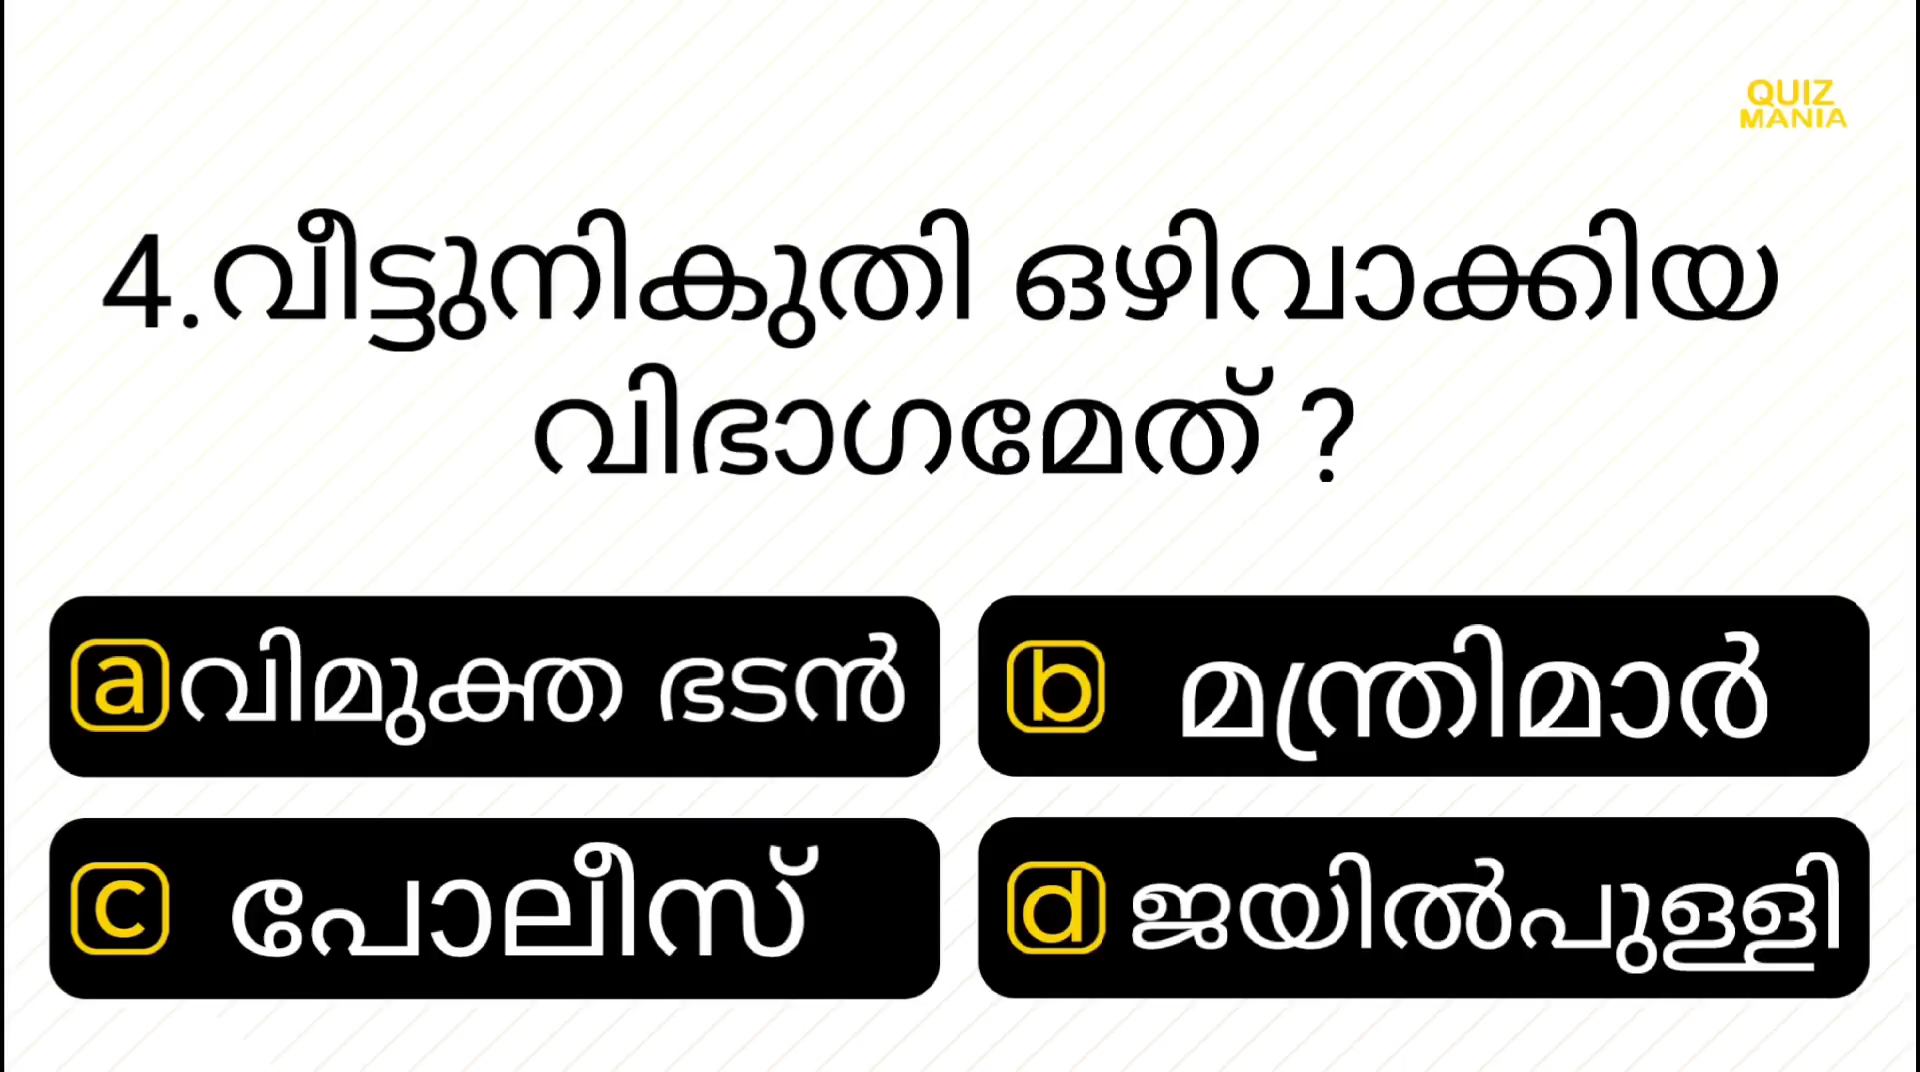 QUIZ
MANIA
4.വീട്ടുനികുതി ഒഴിവാക്കിയ
വിഭാഗമേത് ?
a വിമുക്ത ഭടൻ
b മന്ത്രിമാർ
c പോലീസ്
d ജയിൽപുള്ളി